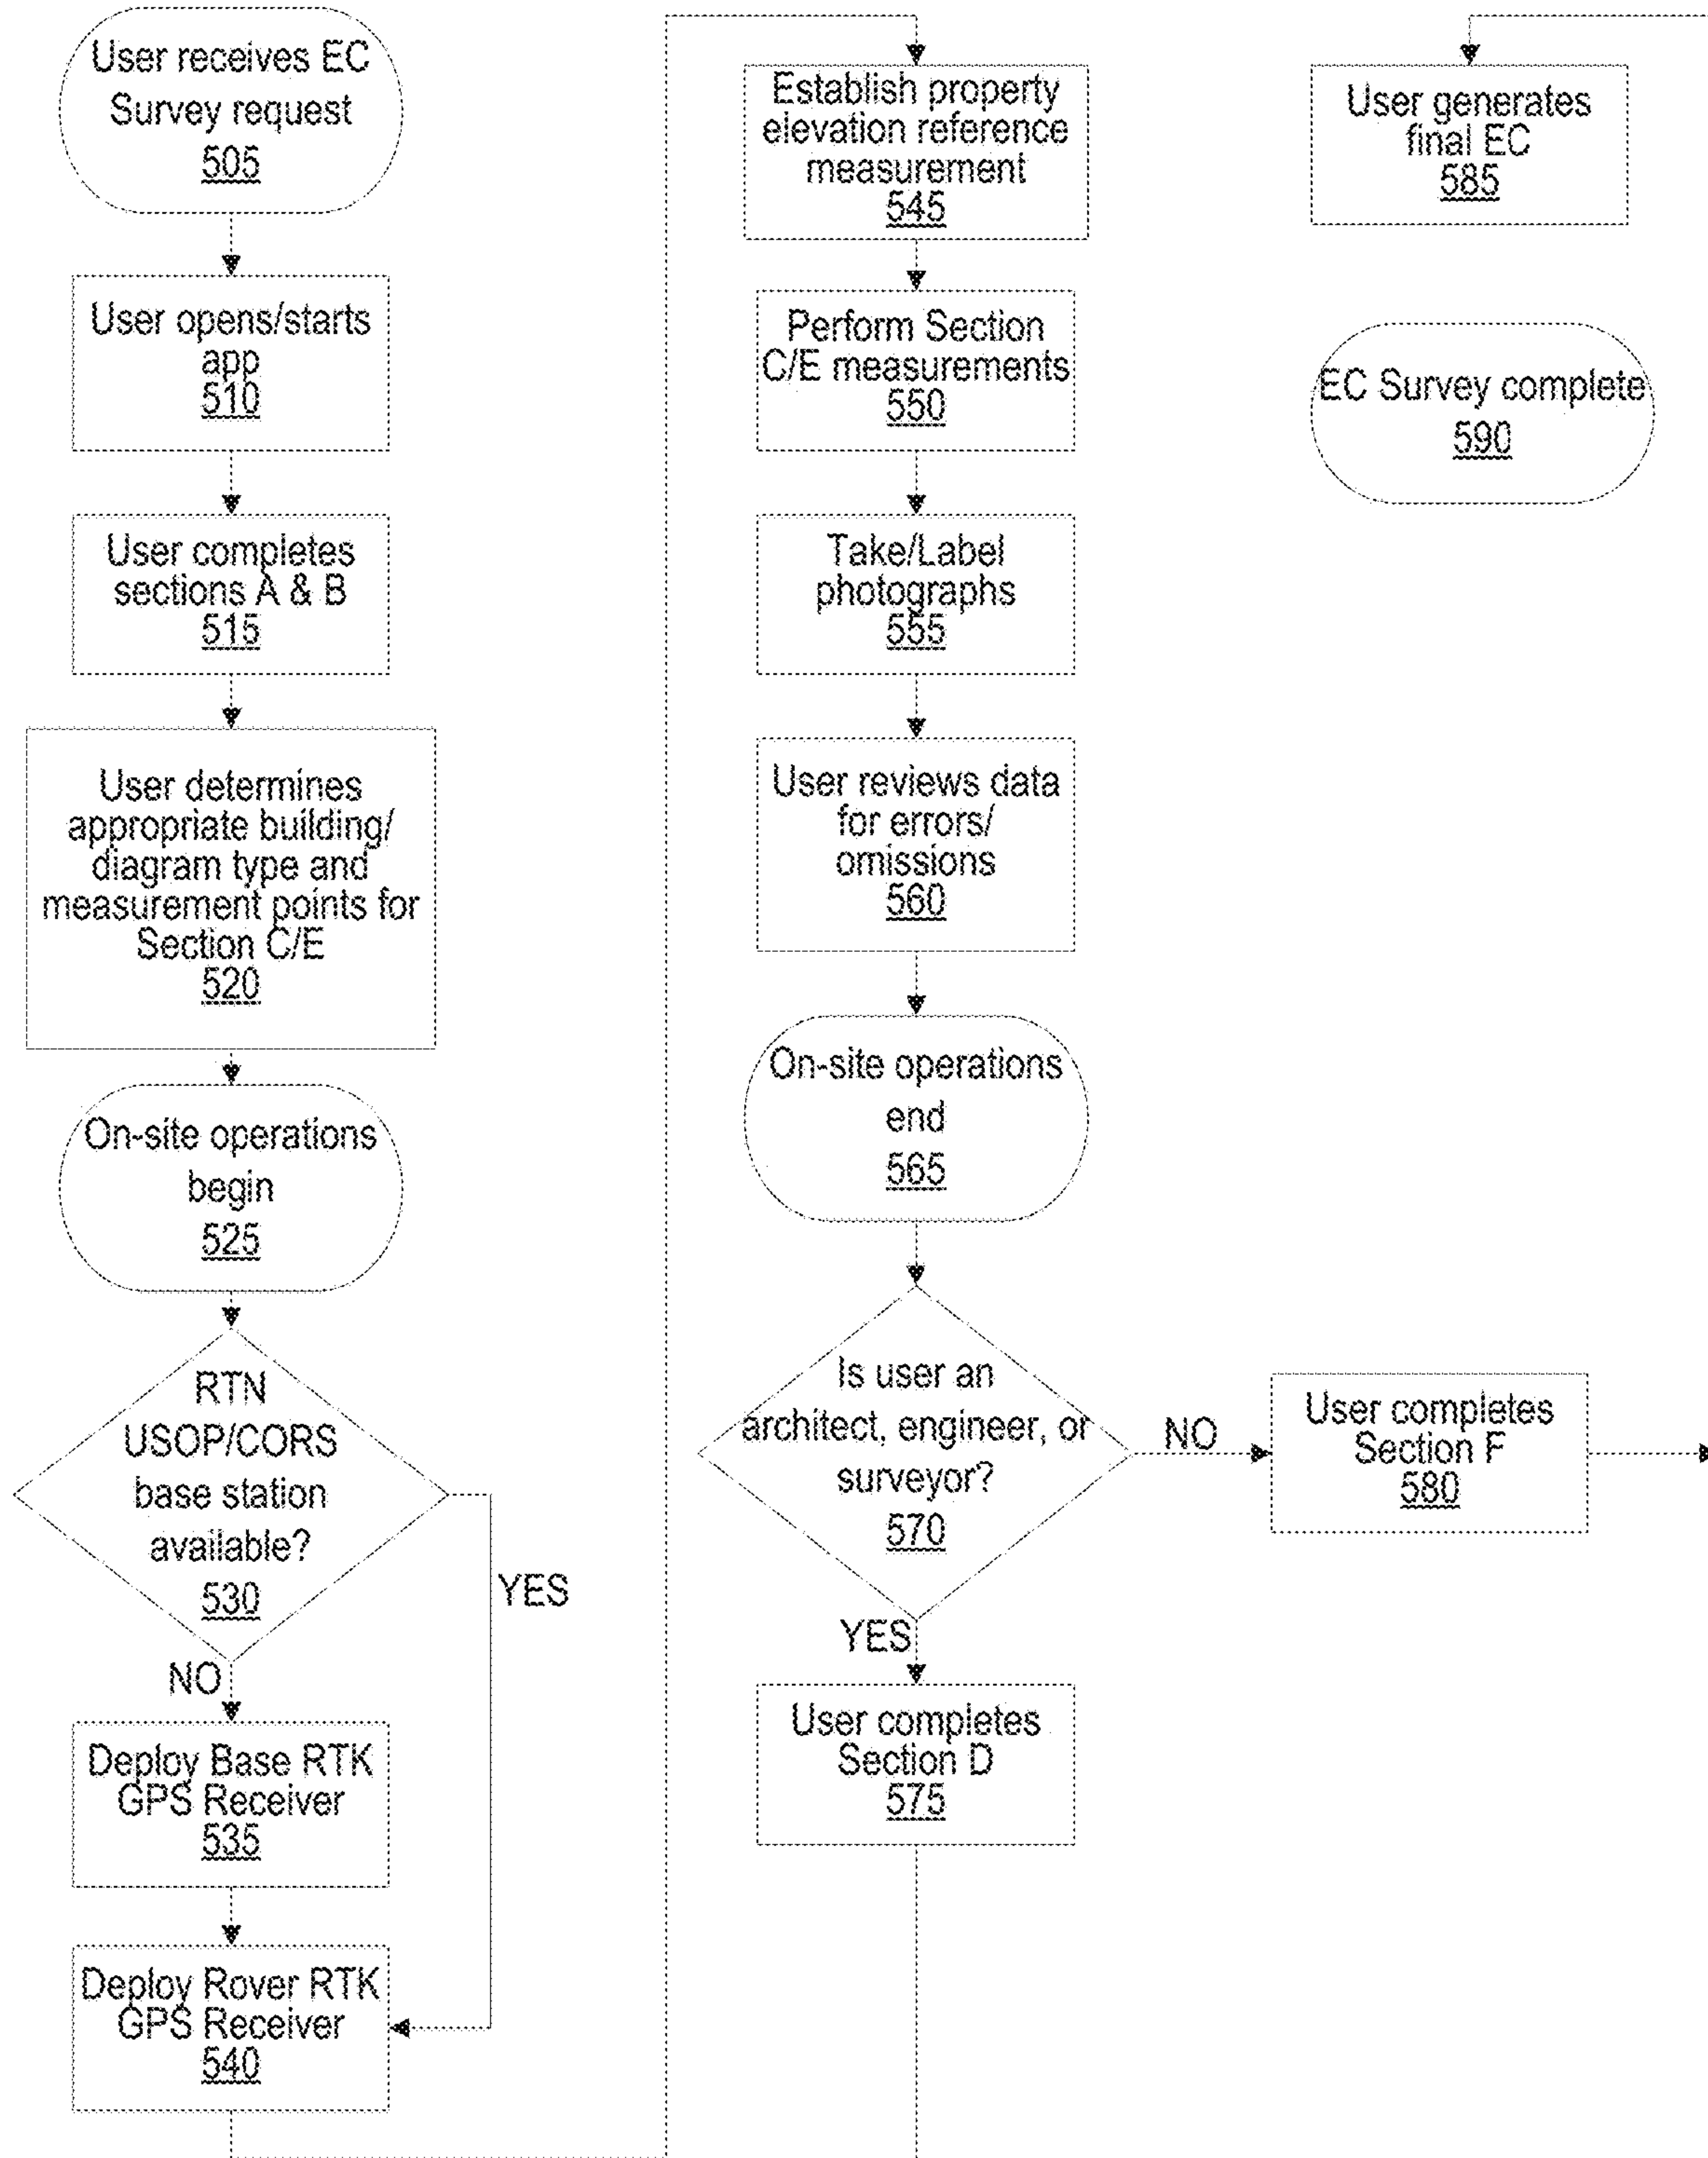 User receives EC
Survey request
505
User opens/starts
app
510
User completes
sections A & B
515
User determines
appropriate building/
diagram type and
measurement points for
Section C/E
520
On-site operations
begin
525
RTN
USOP/CORS
base station
available?
530
YES
NO
Deploy Base RTK
GPS Receiver
535
Deploy Rover RTK
GPS Receiver
540
Establish property
elevation reference
measurement
545
Perform Section
C/E measurements
550
Take/Label
photographs
555
User reviews data
for errors/
omissions
560
On-site operations
end
565
Is user an
architect, engineer, or
surveyor?
570
NO
YES
User completes
Section D
575
User completes
Section F
580
User generates
final EC
585
EC Survey complete
590